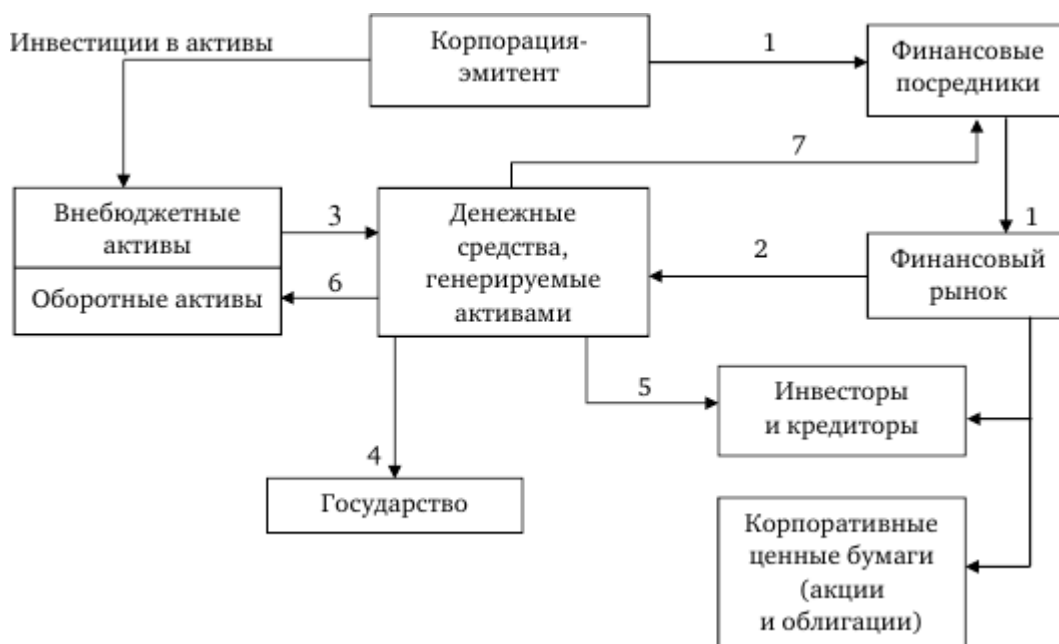 Инвестиции в активы
Корпорация-
эмитент
1
Финансовые
посредники
7
Внебюджетные
активы
Оборотные активы
3
6
Денежные
средства,
генерируемые
активами
2
1
Финансовый
рынок
5
Инвесторы
и кредиторы
4
Государство
Корпоративные
ценные бумаги
(акции
и облигации)